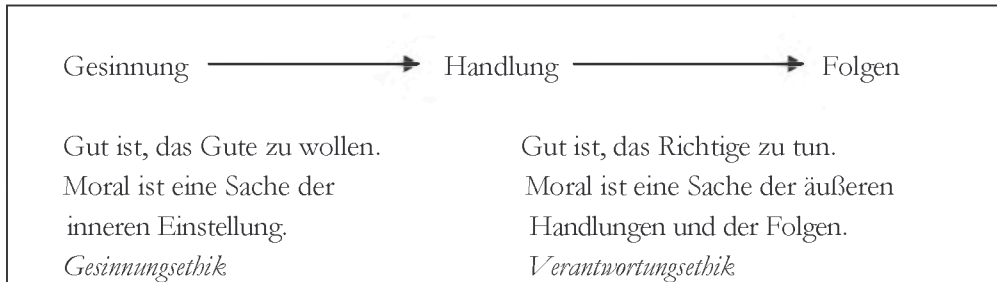 Gesinnung Handlung Folgen
Gut ist, das Gute zu wollen.
Moral ist eine Sache der
inneren Einstellung.
Gesinnungsethik
Gut ist, das Richtige zu tun.
Moral ist eine Sache der äußeren
Handlungen und der Folgen.
Verantwortungsethik